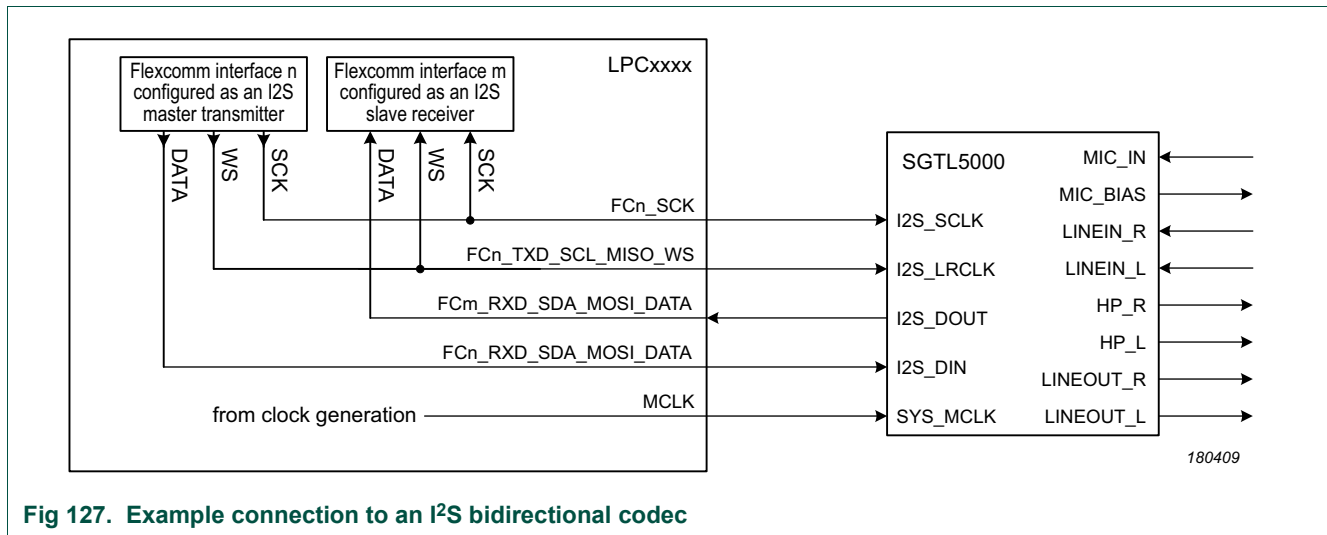 LPCxxxx
Flexcomm interface n
configured as an I2S
master transmitter
Flexcomm interface m
configured as an I2S
slave receiver
DATA
WS
SCK
DATA
WS
SCK
FCn_SCK
FCn_TXD_SCL_MISO_WS
FCm_RXD_SDA_MOSI_DATA
FCn_RXD_SDA_MOSI_DATA
from clock generation
MCLK
SGTL5000
I2S_SCLK
I2S_LRCLK
I2S_DOUT
I2S_DIN
SYS_MCLK
MIC_IN
MIC_BIAS
LINEIN_R
LINEIN_L
HP_R
HP_L
LINEOUT_R
LINEOUT_L
180409
Fig 127. Example connection to an I²S bidirectional codec